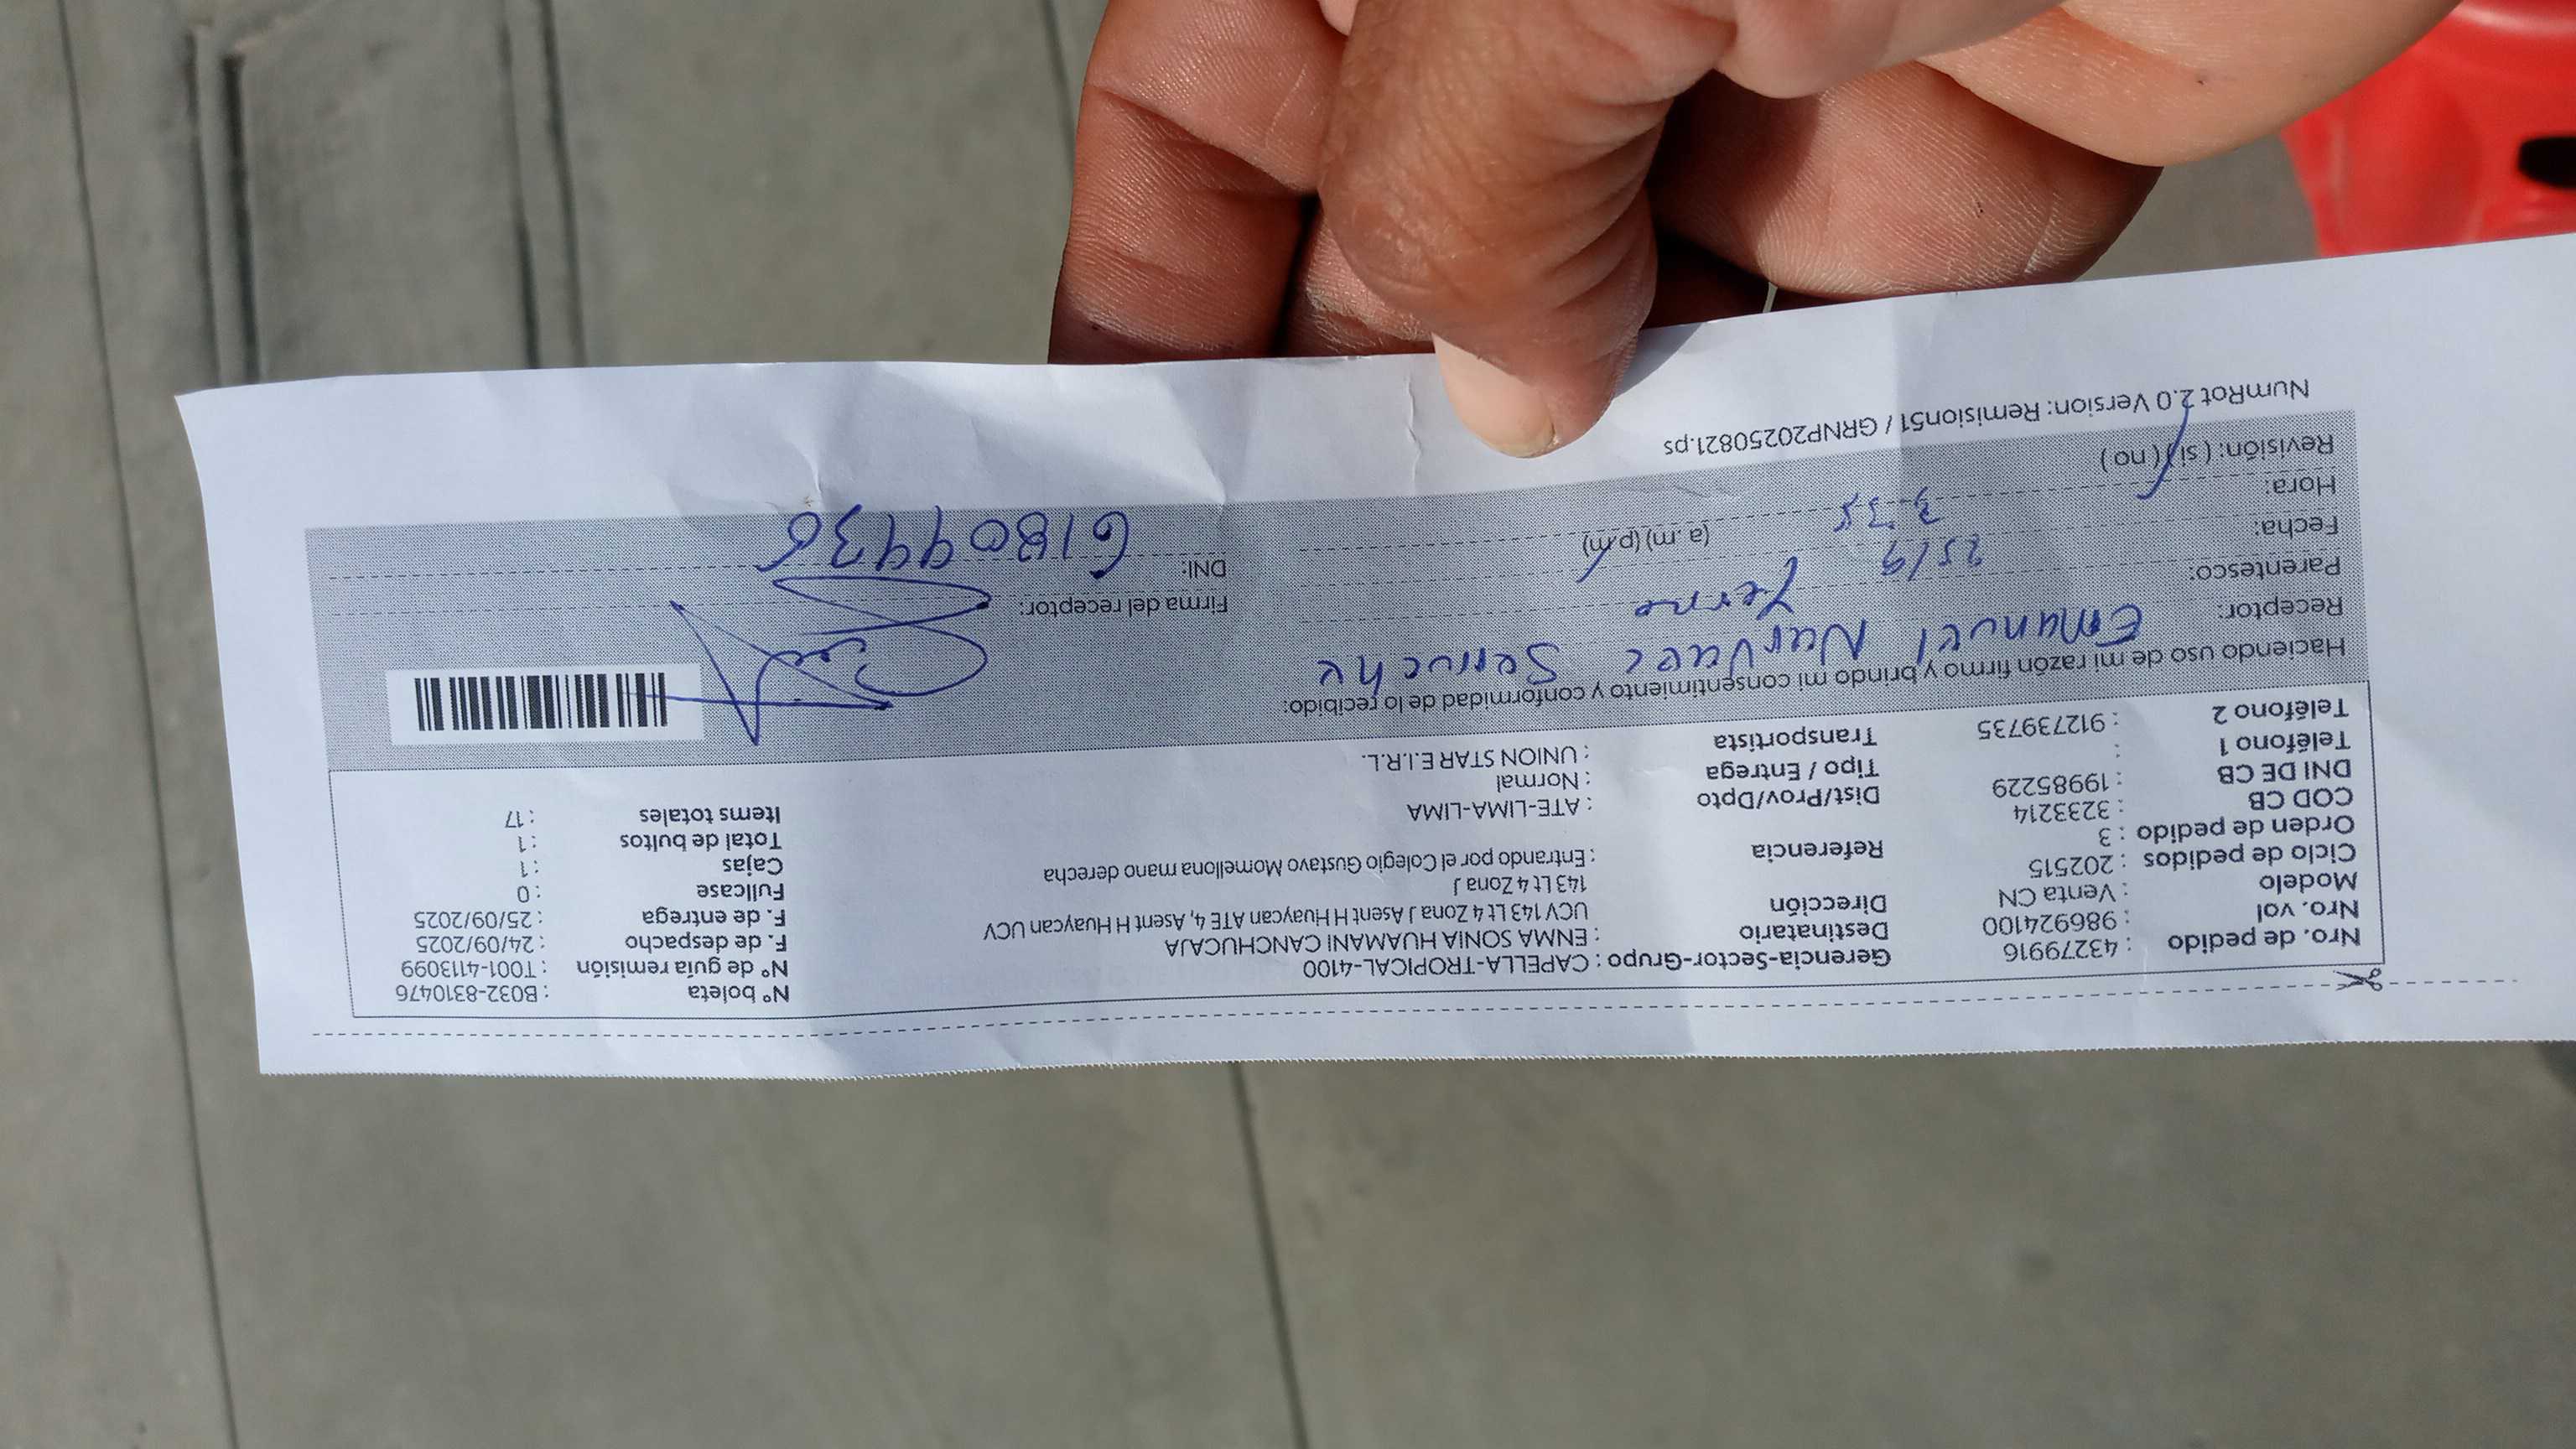 Nro. de pedido : 43279916
Nro. vol : 986924100
Modelo : Venta CN
Ciclo de pedidos : 202515
Orden de pedido : 3
COD CB : 3233214
DNI DE CB : 19985229
Teléfono 1 :
Teléfono 2 : 912739735
Gerencia-Sector-Grupo : CAPELLA-TROPICAL-4100
Destinatario : ENMA SONIA HUAMANI CANCHUCAJA
Dirección UCV 143 Lt 4 Zona J Asent H Huaycan ATE 4, Asent H Huaycan UCV
143 Lt 4 Zona J
Referencia : Entrando por el Colegio Gustavo Momellona mano derecha
Dist/Prov/Dpto : ATE-LIMA-LIMA
Tipo / Entrega : Normal
Transportista : UNION STAR E.I.R.L.
Nº boleta : B032-8310476
Nº de guía remisión : T001-4113099
F. de despacho : 24/09/2025
F. de entrega : 25/09/2025
Fullcase : 0
Cajas : 1
Total de bultos : 1
Items totales : 17
Haciendo uso de mi razón firmo y brindo mi consentimiento y conformidad de lo recibido:
Receptor: Emanuel Narvaez
Parentesco: Yerno
Fecha: 25/9
Hora: 3:35 (a.m) (p.m)
Revisión: ( si ) ( no )
Firma del receptor:
DNI:
NumRot 2.0 Version: Remision51 / GRNP20250821.ps